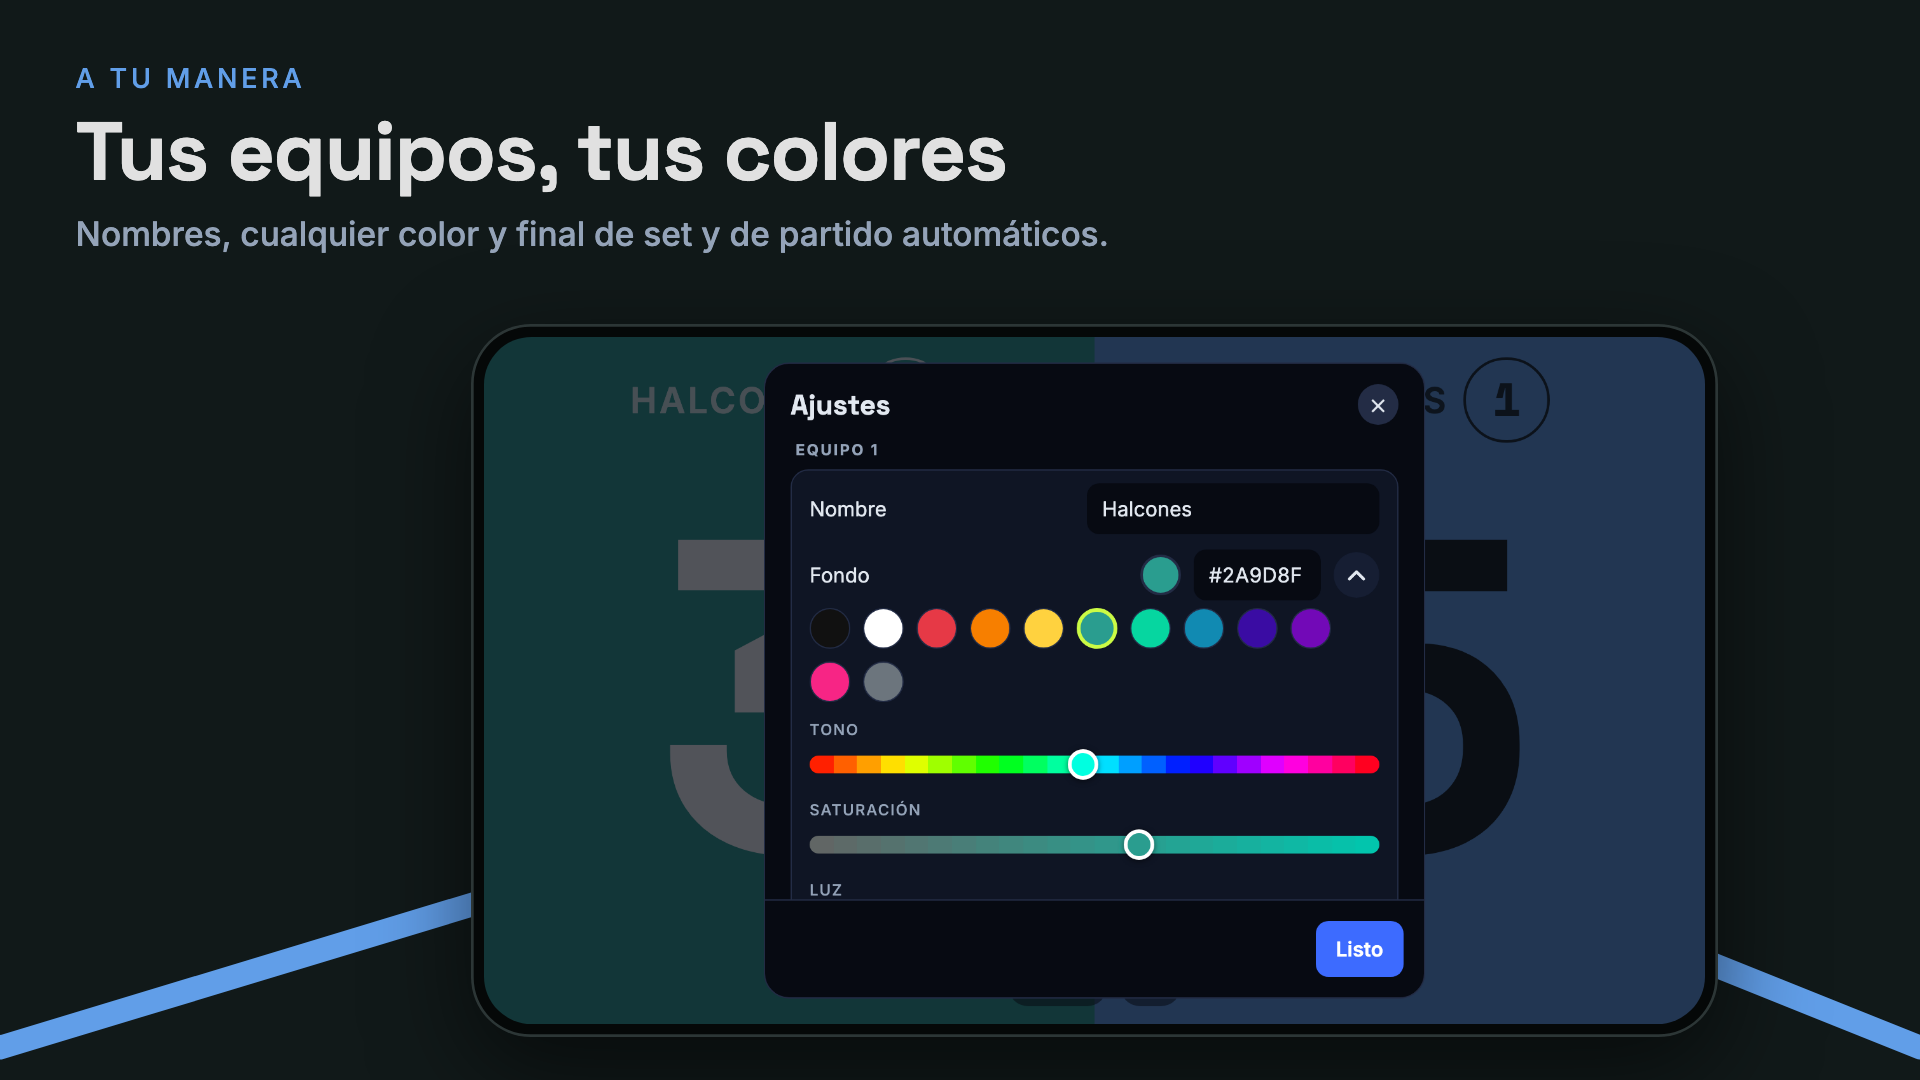 A TU MANERA
Tus equipos, tus colores
Nombres, cualquier color y final de set y de partido automáticos.
HALCO
S 1
Ajustes
EQUIPO 1
Nombre Halcones
Fondo #2A9D8F
TONO
SATURACIÓN
LUZ
Listo